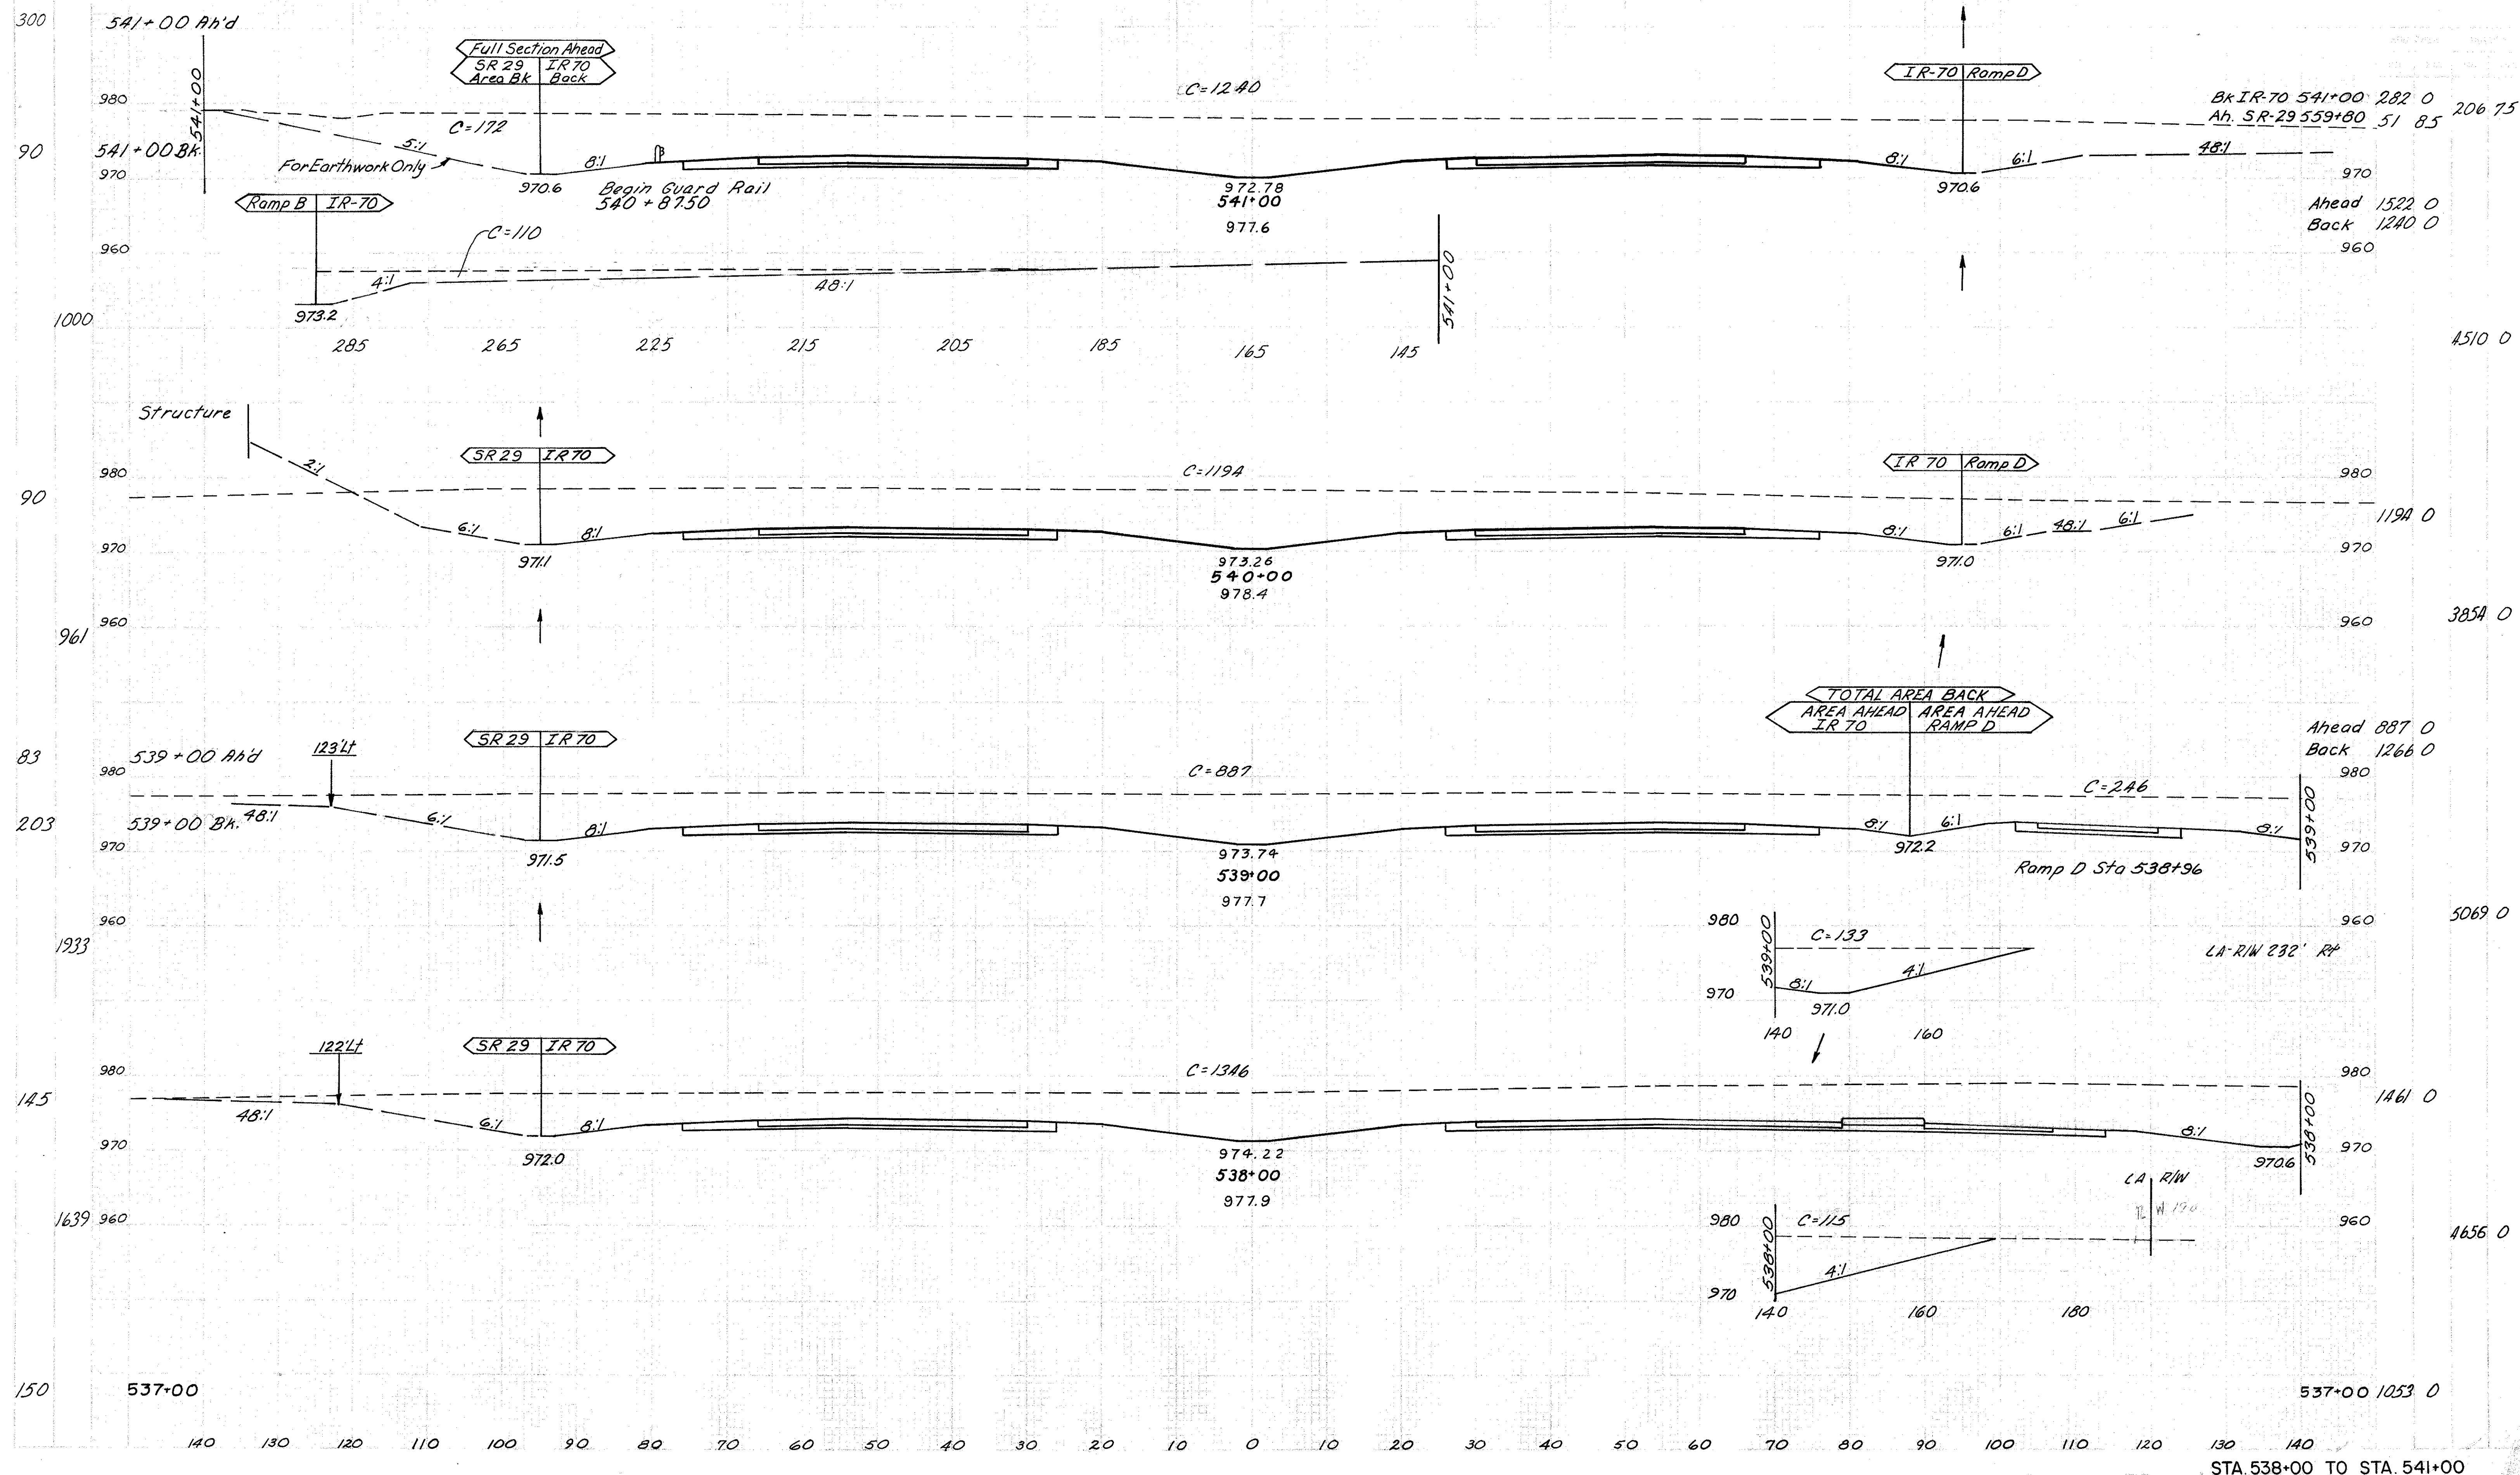 300
541+00 Ah'd
541+00
Full Section Ahead
SR 29 IR 70
Area Bk Back
IR-70 Ramp D
C=1240
980
C=172
Bk IR-70 541+00 282 0
Ah. SR-29 559+80 51 85
206 75
90
541+00 Bk.
5:1
8:1
8:1
6:1
48:1
970
For Earthwork Only
970.6
Begin Guard Rail
540 + 87.50
972.78
541+00
977.6
970.6
970
Ramp B IR-70
Ahead 1522 0
Back 1240 0
C=110
960
960
4:1
48:1
541+00
973.2
1000
285 265 225 215 205 185 165 145
4510 0
Structure
2:1
SR 29 IR 70
IR 70 Ramp D
980
C=1194
980
90
6:1
8:1
8:1
6:1
48:1
6:1
1194 0
970
971.1
973.26
540+00
978.4
971.0
970
961
960
960
3854 0
TOTAL AREA BACK
AREA AHEAD AREA AHEAD
IR 70 RAMP D
83
539+00 Ah'd
123'Lt
SR 29 IR 70
Ahead 887 0
Back 1266 0
980
C=887
C=246
980
203
539+00 Bk.
48:1
6:1
8:1
8:1
6:1
8:1
539+00
970
971.5
973.74
539+00
977.7
972.2
Ramp D Sta 538+96
970
960
960
5069 0
1933
980
539+00
C=133
LA-R/W 232' Rt
970
8:1
4:1
971.0
140 160
122'Lt
SR 29 IR 70
980
C=1346
980
145
48:1
6:1
8:1
8:1
538+00
1461 0
970
972.0
974.22
538+00
977.9
970.6
970
LA R/W
1639
960
980
538+00
C=115
960
4656 0
970
4:1
140 160 180
150
537+00
537+00 1053 0
140 130 120 110 100 90 80 70 60 50 40 30 20 10 0 10 20 30 40 50 60 70 80 90 100 110 120 130 140
STA. 538+00 TO STA. 541+00